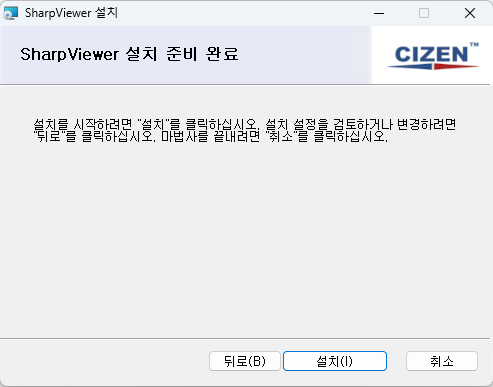 SharpViewer 설치
SharpViewer 설치 준비 완료
CIZEN™
설치를 시작하려면 "설치"를 클릭하십시오. 설치 설정을 검토하거나 변경하려면
"뒤로"를 클릭하십시오. 마법사를 끝내려면 "취소"를 클릭하십시오.
뒤로(B) 설치(I) 취소